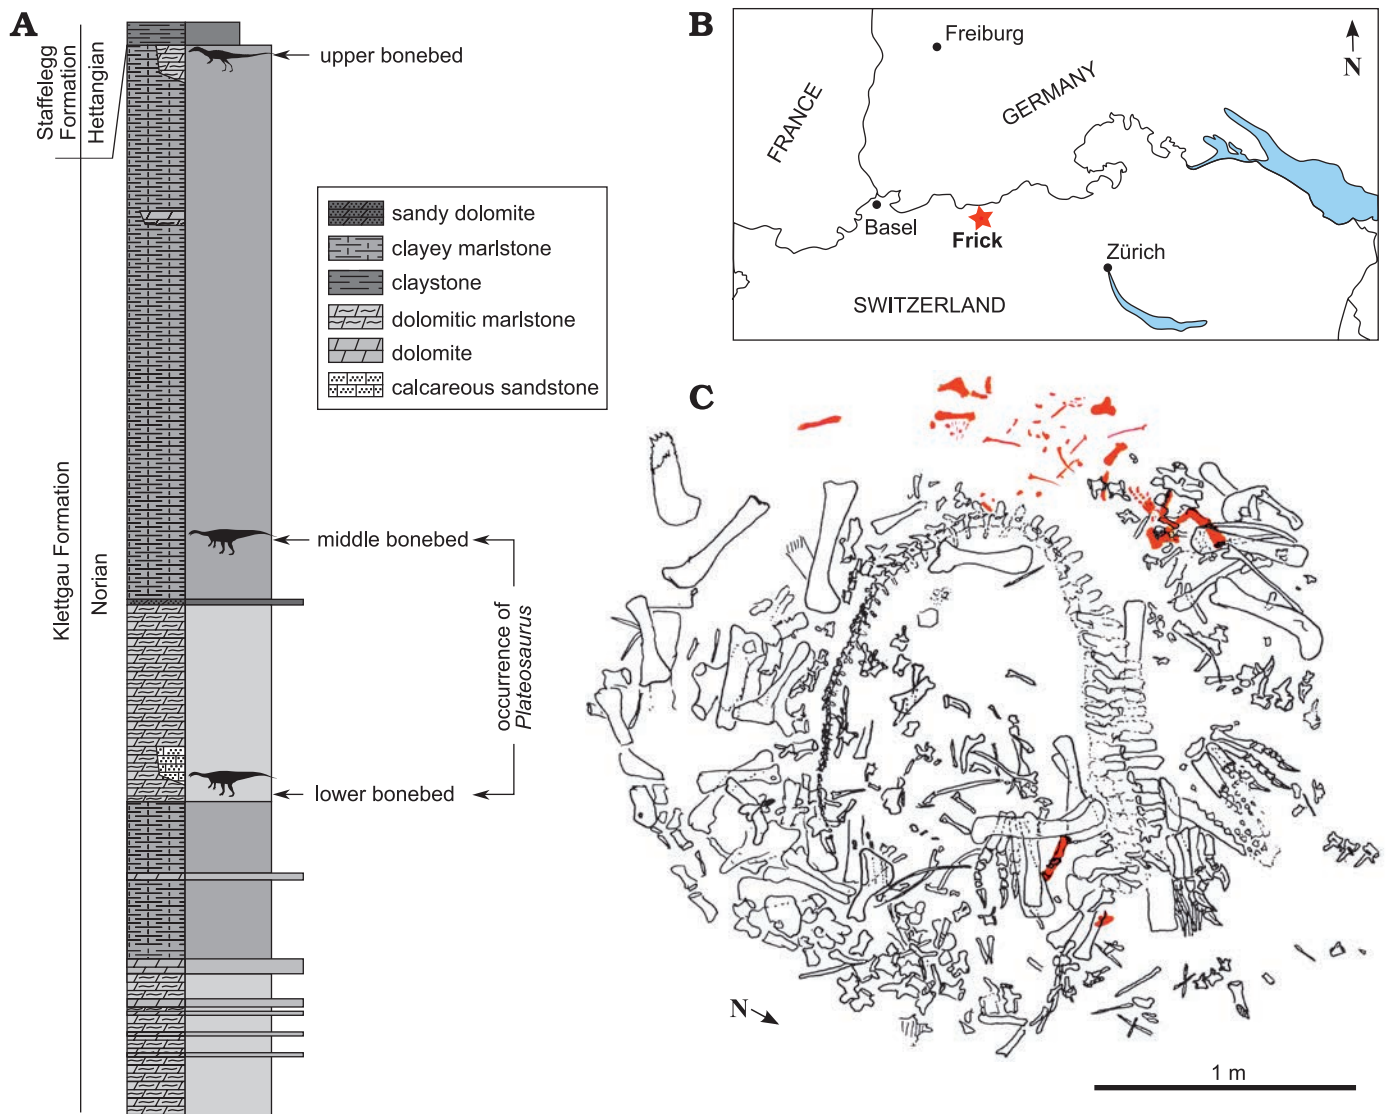 A
Staffelegg
Formation
Hettangian
Klettgau Formation
Norian
upper bonebed
sandy dolomite
clayey marlstone
claystone
dolomitic marlstone
dolomite
calcareous sandstone
middle bonebed
occurrence of
Plateosaurus
lower bonebed
B
Freiburg
N
FRANCE
GERMANY
Basel
Frick
Zürich
SWITZERLAND
C
N
1 m